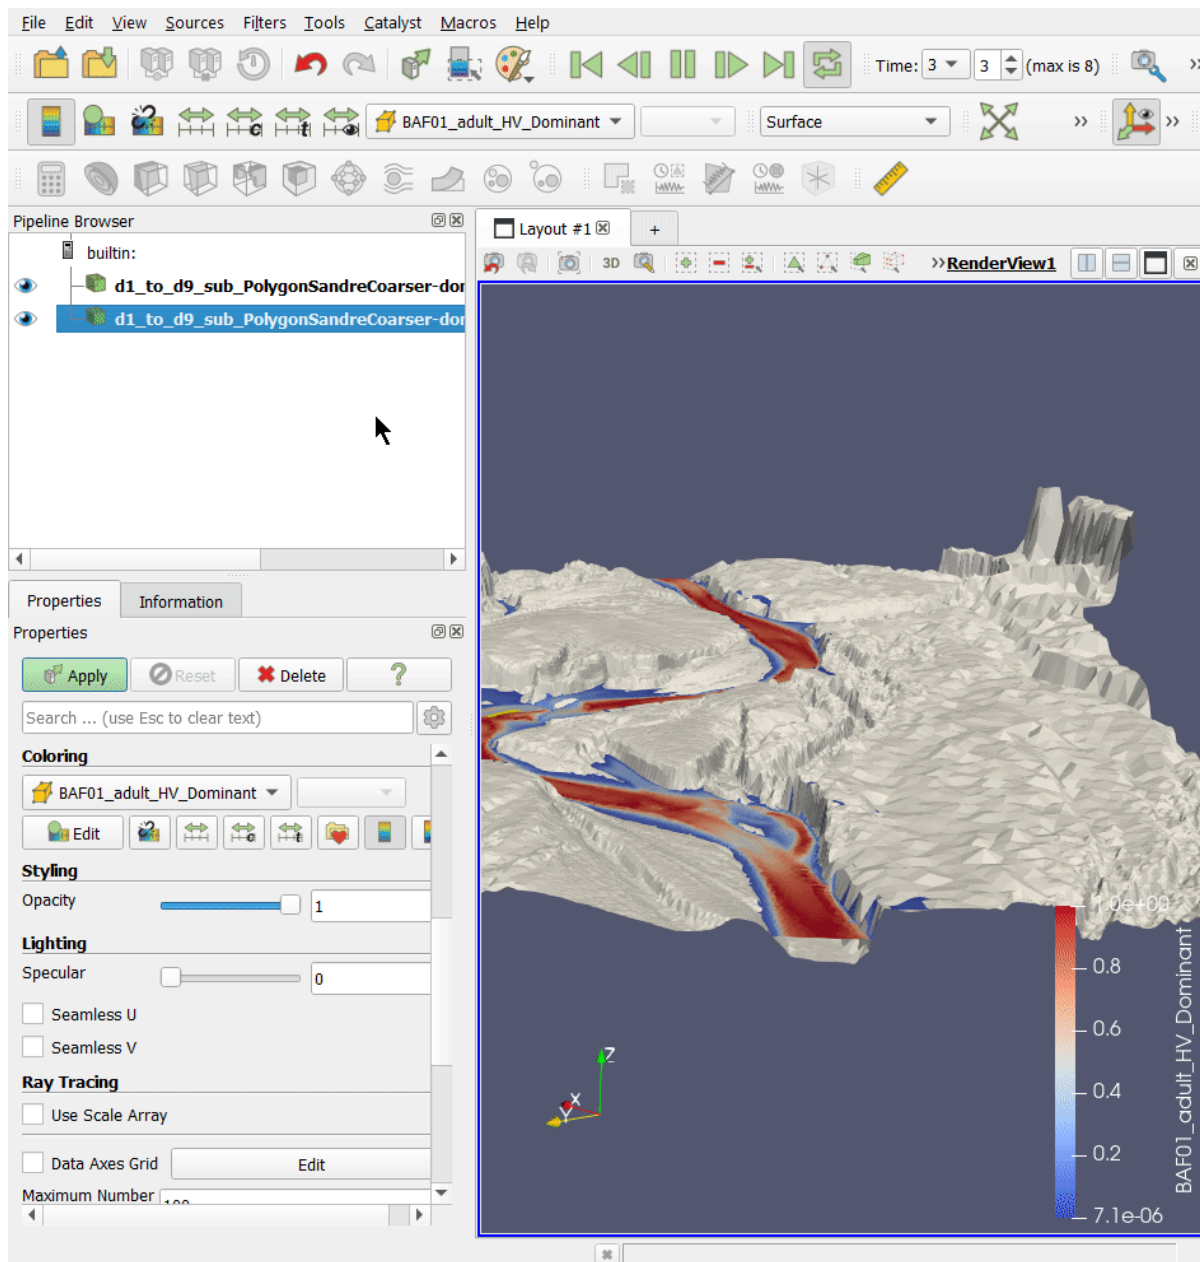 File Edit View Sources Filters Tools Catalyst Macros Help
Time: 3 3 (max is 8) »
BAF01_adult_HV_Dominant Surface » »
Pipeline Browser
Layout #1 +
builtin:
3D »RenderView1
d1_to_d9_sub_PolygonSandreCoarser-dor
d1_to_d9_sub_PolygonSandreCoarser-dor
Properties Information
Properties
Apply Reset Delete ?
Search ... (use Esc to clear text)
Coloring
BAF01_adult_HV_Dominant
Edit
Styling
Opacity 1
Lighting
Specular 0
Seamless U
Seamless V
Ray Tracing
Use Scale Array
Data Axes Grid Edit
Maximum Number
Z
X
Y
1.0e+00
0.8
0.6
0.4
0.2
7.1e-06
BAF01_adult_HV_Dominant